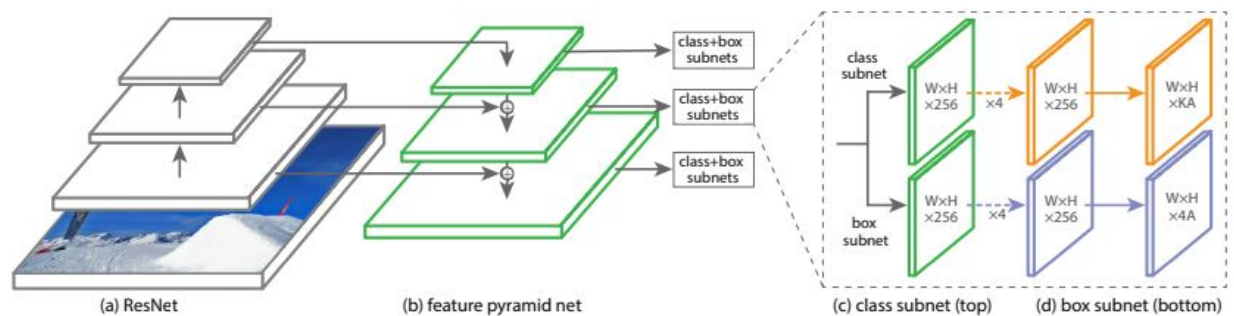 class+box
subnets
class+box
subnets
class+box
subnets
class
subnet
W×H
×256
×4
W×H
×256
W×H
×KA
W×H
×256
×4
W×H
×256
W×H
×4A
box
subnet
(a) ResNet
(b) feature pyramid net
(c) class subnet (top)
(d) box subnet (bottom)